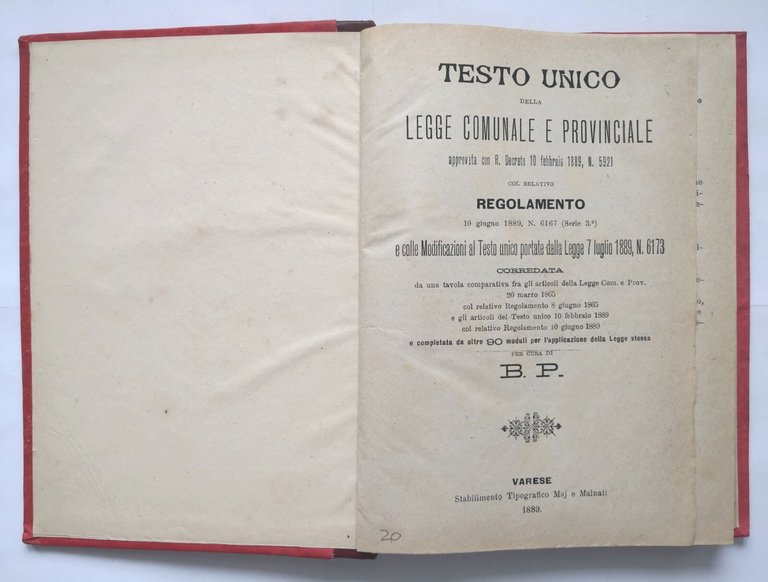 TESTO UNICO
DELLA
LEGGE COMUNALE E PROVINCIALE
approvata con R. Decreto 10 febbraio 1889, N. 5921
COL RELATIVO
REGOLAMENTO
10 giugno 1889, N. 6167 (Serie 3.ª)
e colle Modificazioni al Testo unico portate dalla Legge 7 luglio 1889, N. 6173
CORREDATA
da una tavola comparativa fra gli articoli della Legge Com. e Prov.
20 marzo 1865
col relativo Regolamento 8 giugno 1865
e gli articoli del Testo unico 10 febbraio 1889
col relativo Regolamento 10 giugno 1889
e completata da oltre 90 moduli per l'applicazione della Legge stessa
PER CURA DI
B. P.
VARESE
Stabilimento Tipografico Maj e Malnati
1889.
20